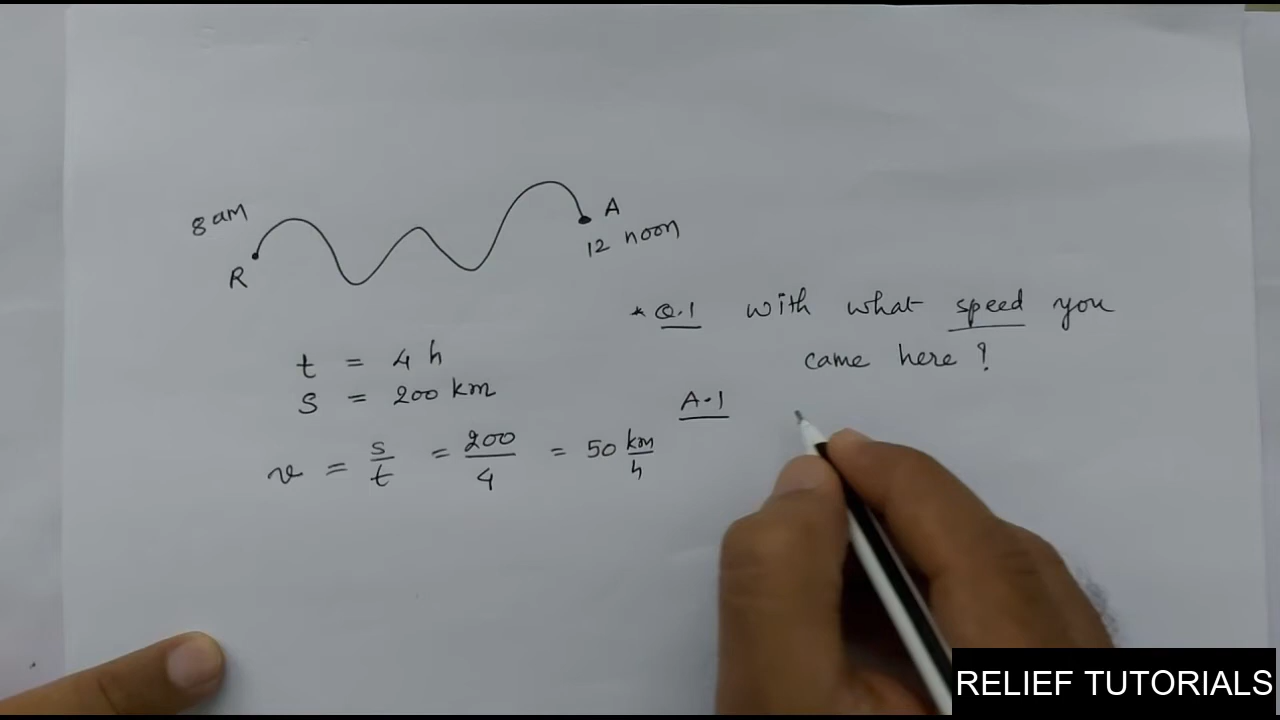 8 am
A
12 noon
R
* Q.1 With what speed you
came here ?
t = 4 h
S = 200 km
A.1
v = s/t = 200/4 = 50 km/h
RELIEF TUTORIALS